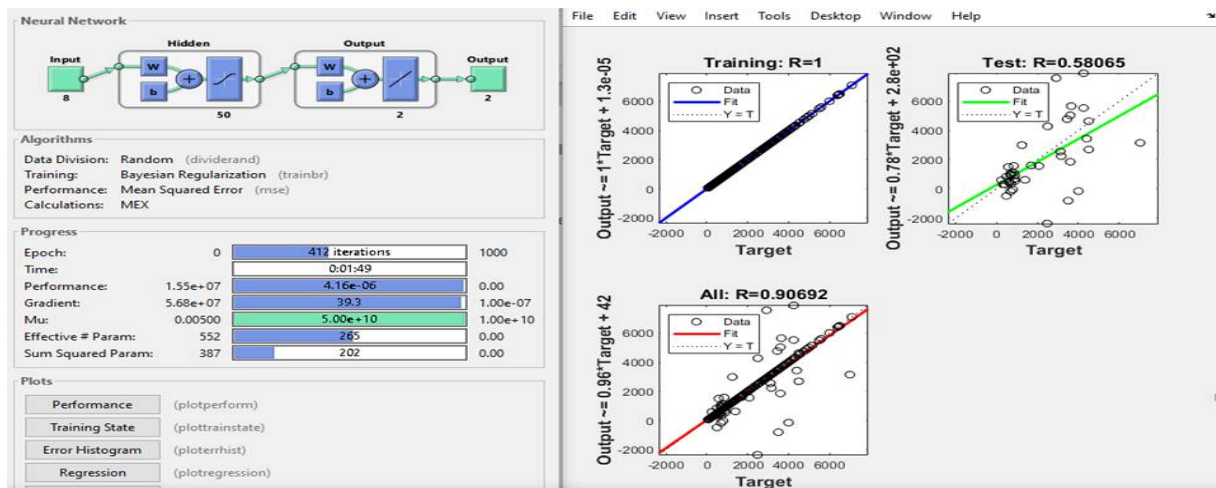 Neural Network
Hidden
Output
Input
Output
W
W
b
b
8
2
50
2
Algorithms
Data Division: Random (dividerand)
Training: Bayesian Regularization (trainbr)
Performance: Mean Squared Error (mse)
Calculations: MEX
Progress
Epoch: 0 412 iterations 1000
Time: 0:01:49
Performance: 1.55e+07 4.16e-06 0.00
Gradient: 5.68e+07 39.3 1.00e-07
Mu: 0.00500 5.00e+10 1.00e+10
Effective # Param: 552 265 0.00
Sum Squared Param: 387 202 0.00
Plots
Performance (plotperform)
Training State (plottrainstate)
Error Histogram (ploterrhist)
Regression (plotregression)
File Edit View Insert Tools Desktop Window Help
Training: R=1
Output ~= 1*Target + 1.3e-05
6000
4000
2000
0
-2000
Data
Fit
Y = T
-2000 0 2000 4000 6000
Target
Test: R=0.58065
Output ~= 0.78*Target + 2.8e+02
6000
4000
2000
0
-2000
Data
Fit
Y = T
-2000 0 2000 4000 6000
Target
All: R=0.90692
Output ~= 0.96*Target + 42
6000
4000
2000
0
-2000
Data
Fit
Y = T
-2000 0 2000 4000 6000
Target